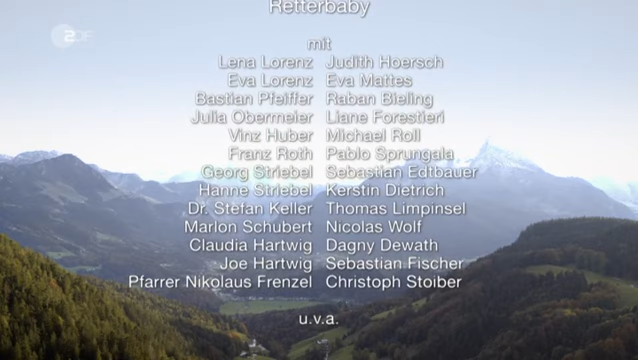 Retterbaby
ZDF
mit
Lena Lorenz Judith Hoersch
Eva Lorenz Eva Mattes
Bastian Pfeiffer Raban Bieling
Julia Obermeier Liane Forestieri
Vinz Huber Michael Roll
Franz Roth Pablo Sprungala
Georg Striebel Sebastian Edtbauer
Hanne Striebel Kerstin Dietrich
Dr. Stefan Keller Thomas Limpinsel
Marlon Schubert Nicolas Wolf
Claudia Hartwig Dagny Dewath
Joe Hartwig Sebastian Fischer
Pfarrer Nikolaus Frenzel Christoph Stoiber
u.v.a.